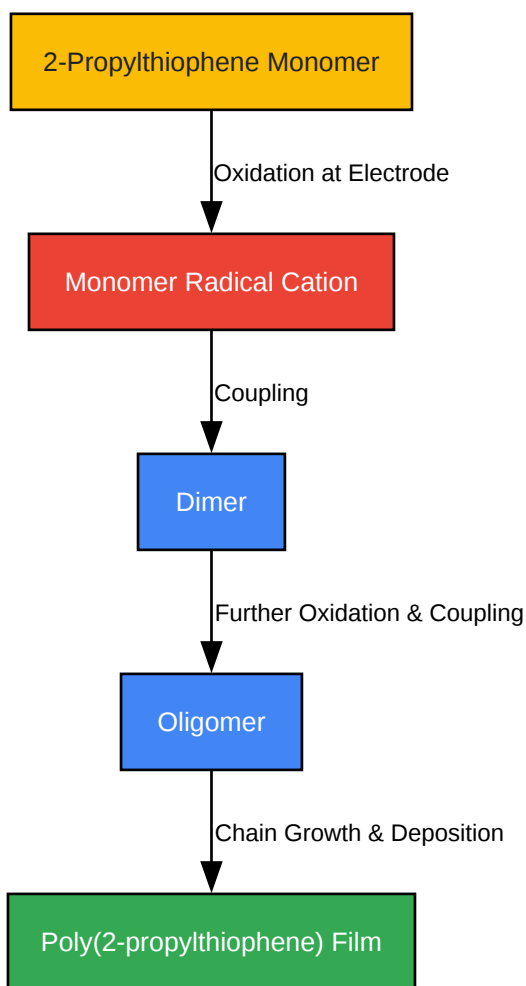 2-Propylthiophene Monomer
Oxidation at Electrode
Monomer Radical Cation
Coupling
Dimer
Further Oxidation & Coupling
Oligomer
Chain Growth & Deposition
Poly(2-propylthiophene) Film